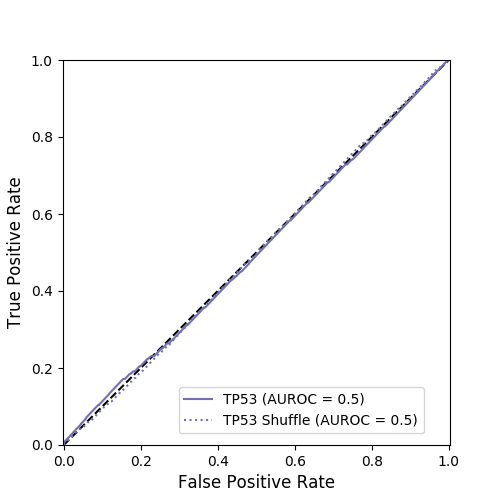 1.0
0.8
0.6
0.4
0.2
0.0
True Positive Rate
TP53 (AUROC = 0.5)
TP53 Shuffle (AUROC = 0.5)
0.0 0.2 0.4 0.6 0.8 1.0
False Positive Rate